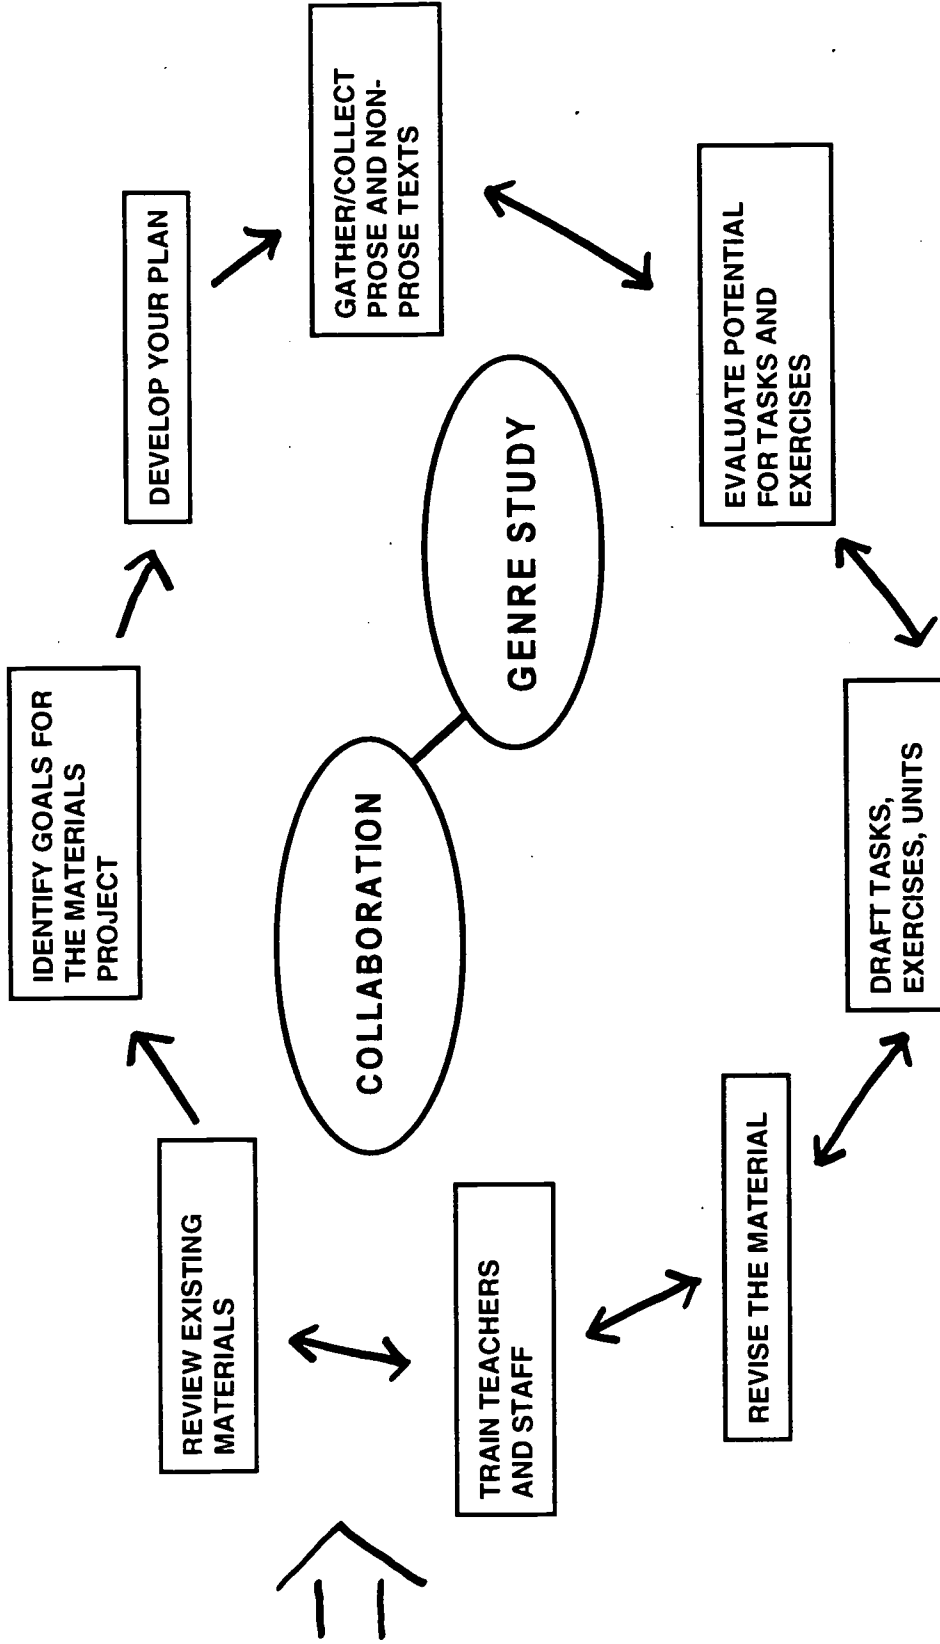 IDENTIFY GOALS FOR
THE MATERIALS
PROJECT
REVIEW EXISTING
MATERIALS
DEVELOP YOUR PLAN
COLLABORATION
GATHER/COLLECT
PROSE AND NON-
PROSE TEXTS
TRAIN TEACHERS
AND STAFF
GENRE STUDY
REVISE THE MATERIAL
EVALUATE POTENTIAL
FOR TASKS AND
EXERCISES
DRAFT TASKS,
EXERCISES, UNITS